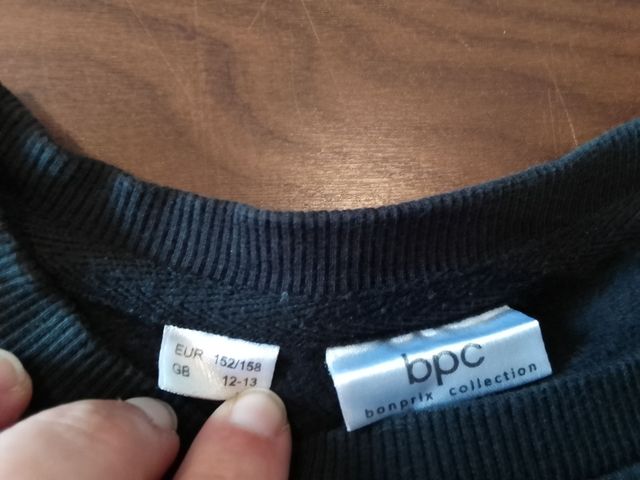 EUR 152/158
GB 12-13
bpc
bonprix collection